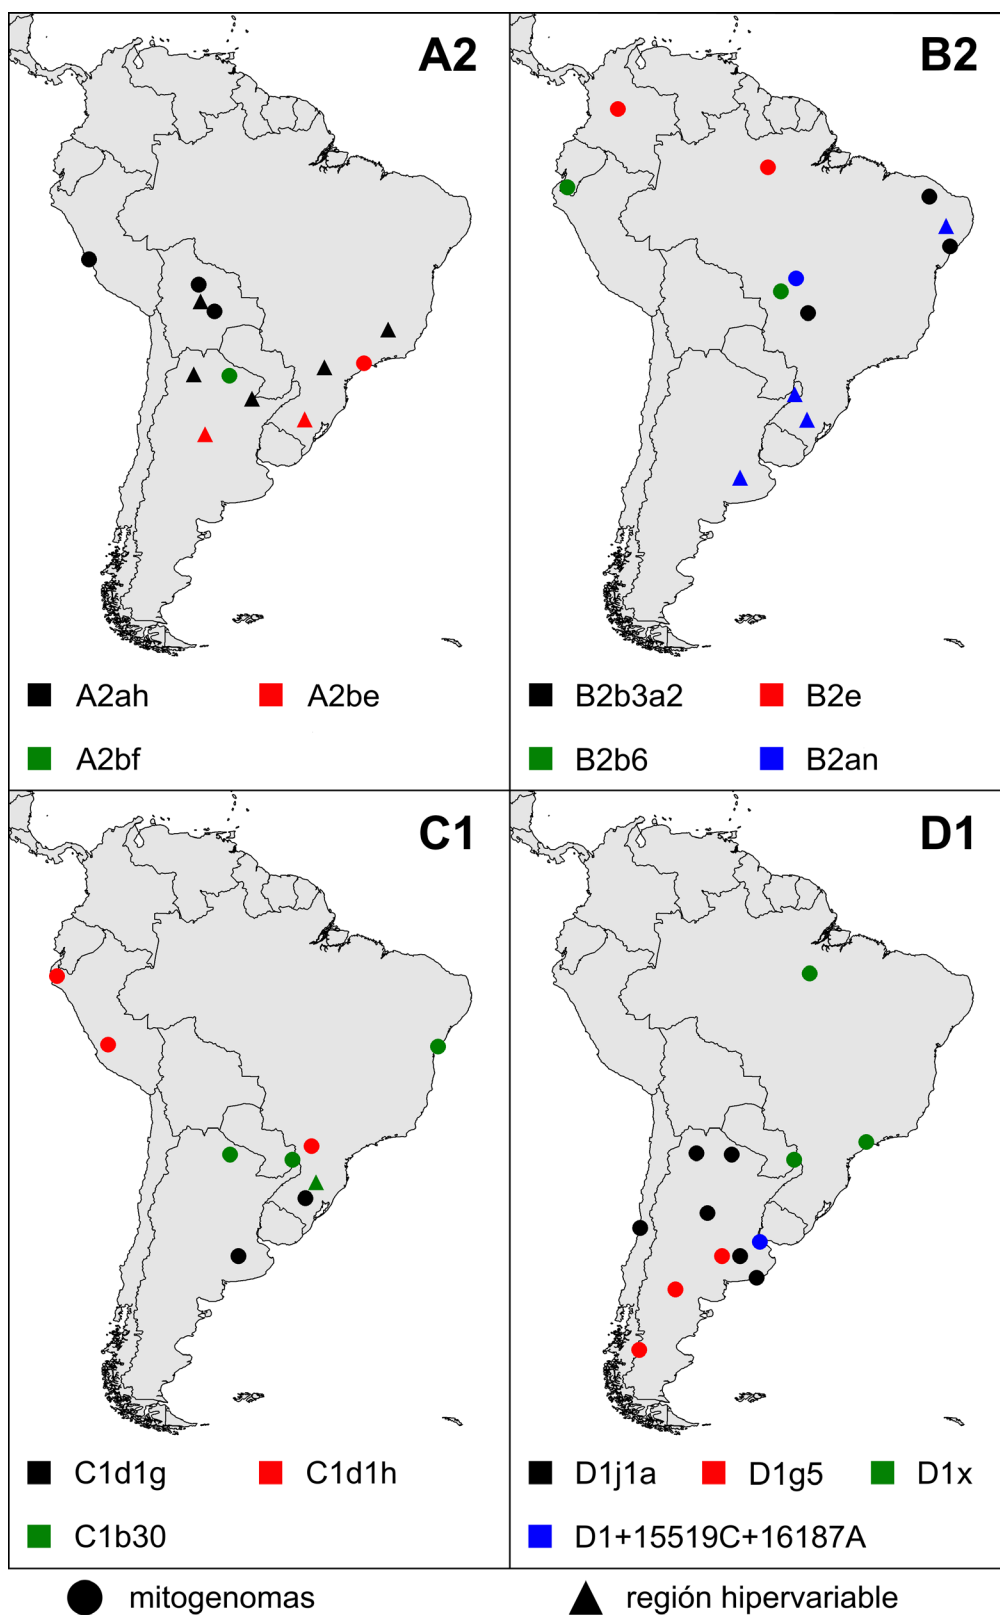 A2
B2
A2ah
A2be
A2bf
B2b3a2
B2e
B2b6
B2an
C1
D1
C1d1g
C1d1h
C1b30
D1j1a
D1g5
D1x
D1+15519C+16187A
mitogenomas
región hipervariable